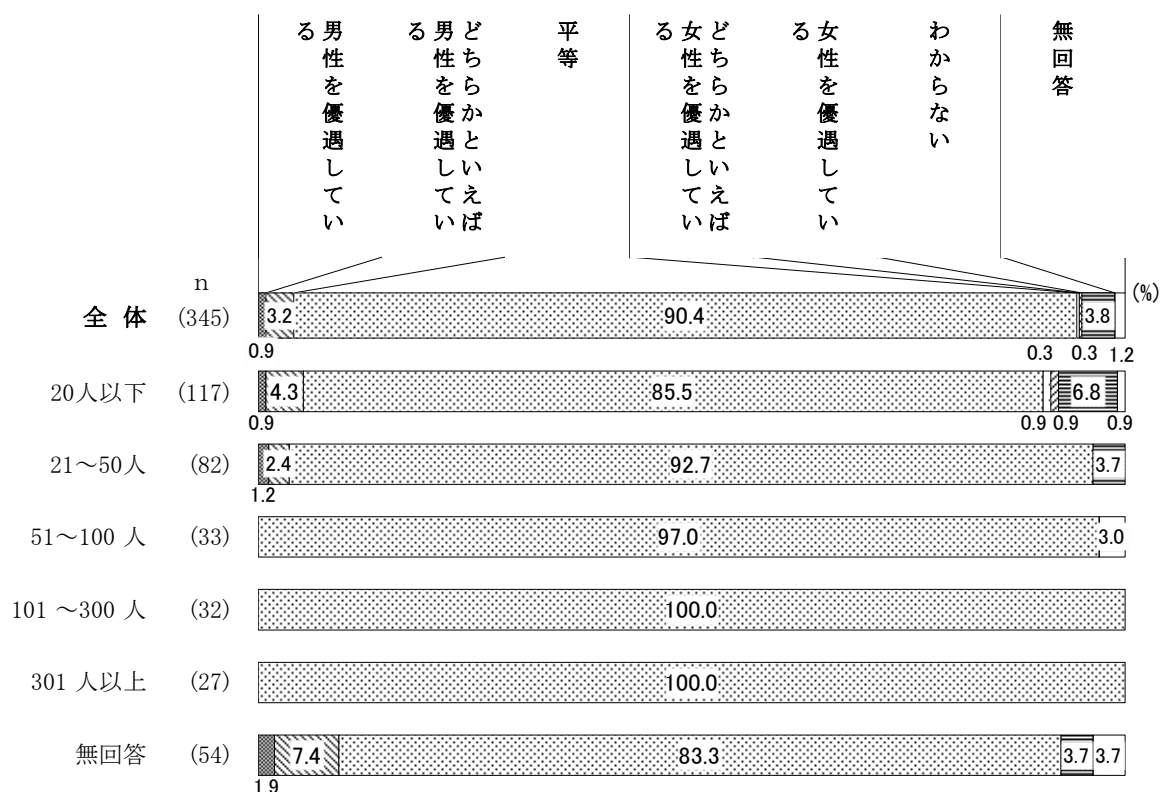 男性を優遇してい
る
どちらかといえば
男性を優遇してい
る
平等
どちらかといえば
女性を優遇してい
る
女性を優遇してい
る
わからない
無回答
n
(%)
全 体 (345) 3.2 90.4 3.8
0.9 0.3 0.3 1.2
20人以下 (117) 4.3 85.5 6.8
0.9 0.9 0.9 0.9
21～50人 (82) 2.4 92.7 3.7
1.2
51～100 人 (33) 97.0 3.0
101 ～300 人 (32) 100.0
301 人以上 (27) 100.0
無回答 (54) 7.4 83.3 3.7 3.7
1.9